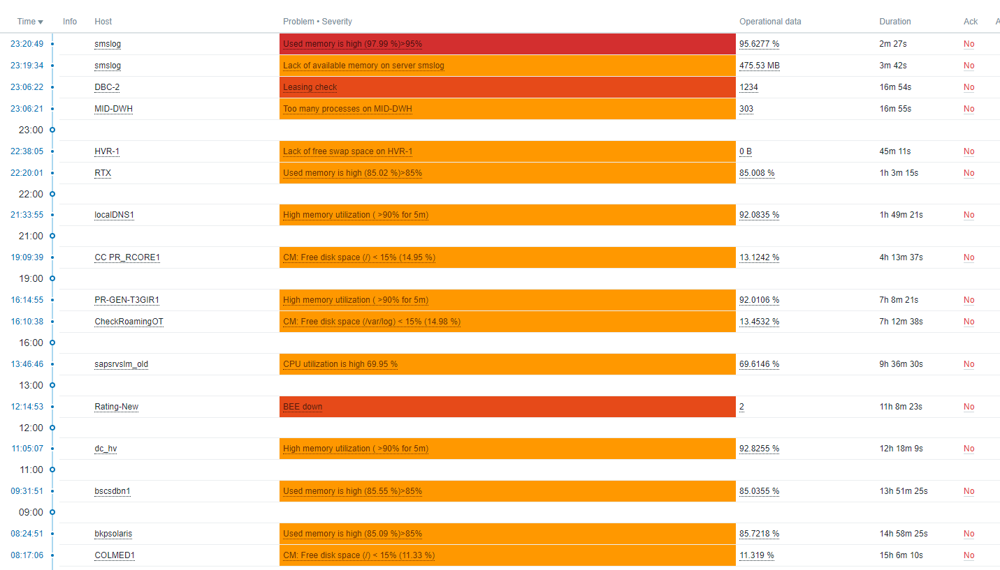 Time Info Host Problem • Severity Operational data Duration Ack A
23:20:49 smslog Used memory is high (97.99 %)>95% 95.6277 % 2m 27s No
23:19:34 smslog Lack of available memory on server smslog 475.53 MB 3m 42s No
23:06:22 DBC-2 Leasing check 1234 16m 54s No
23:06:21 MID-DWH Too many processes on MID-DWH 303 16m 55s No
23:00
22:38:05 HVR-1 Lack of free swap space on HVR-1 0 B 45m 11s No
22:20:01 RTX Used memory is high (85.02 %)>85% 85.008 % 1h 3m 15s No
22:00
21:33:55 localDNS1 High memory utilization ( >90% for 5m) 92.0835 % 1h 49m 21s No
21:00
19:09:39 CC PR_RCORE1 CM: Free disk space (/) < 15% (14.95 %) 13.1242 % 4h 13m 37s No
19:00
16:14:55 PR-GEN-T3GIR1 High memory utilization ( >90% for 5m) 92.0106 % 7h 8m 21s No
16:10:38 CheckRoamingOT CM: Free disk space (/var/log) < 15% (14.98 %) 13.4532 % 7h 12m 38s No
16:00
13:46:46 sapsrvslm_old CPU utilization is high 69.95 % 69.6146 % 9h 36m 30s No
13:00
12:14:53 Rating-New BEE down 2 11h 8m 23s No
12:00
11:05:07 dc_hv High memory utilization ( >90% for 5m) 92.8255 % 12h 18m 9s No
11:00
09:31:51 bscsdbn1 Used memory is high (85.55 %)>85% 85.0355 % 13h 51m 25s No
09:00
08:24:51 bkpsolaris Used memory is high (85.09 %)>85% 85.7218 % 14h 58m 25s No
08:17:06 COLMED1 CM: Free disk space (/) < 15% (11.33 %) 11.319 % 15h 6m 10s No